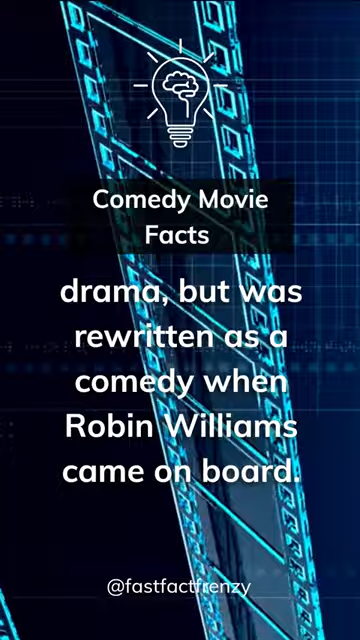 Comedy Movie
Facts
drama, but was
rewritten as a
comedy when
Robin Williams
came on board.
@fastfactfrenzy